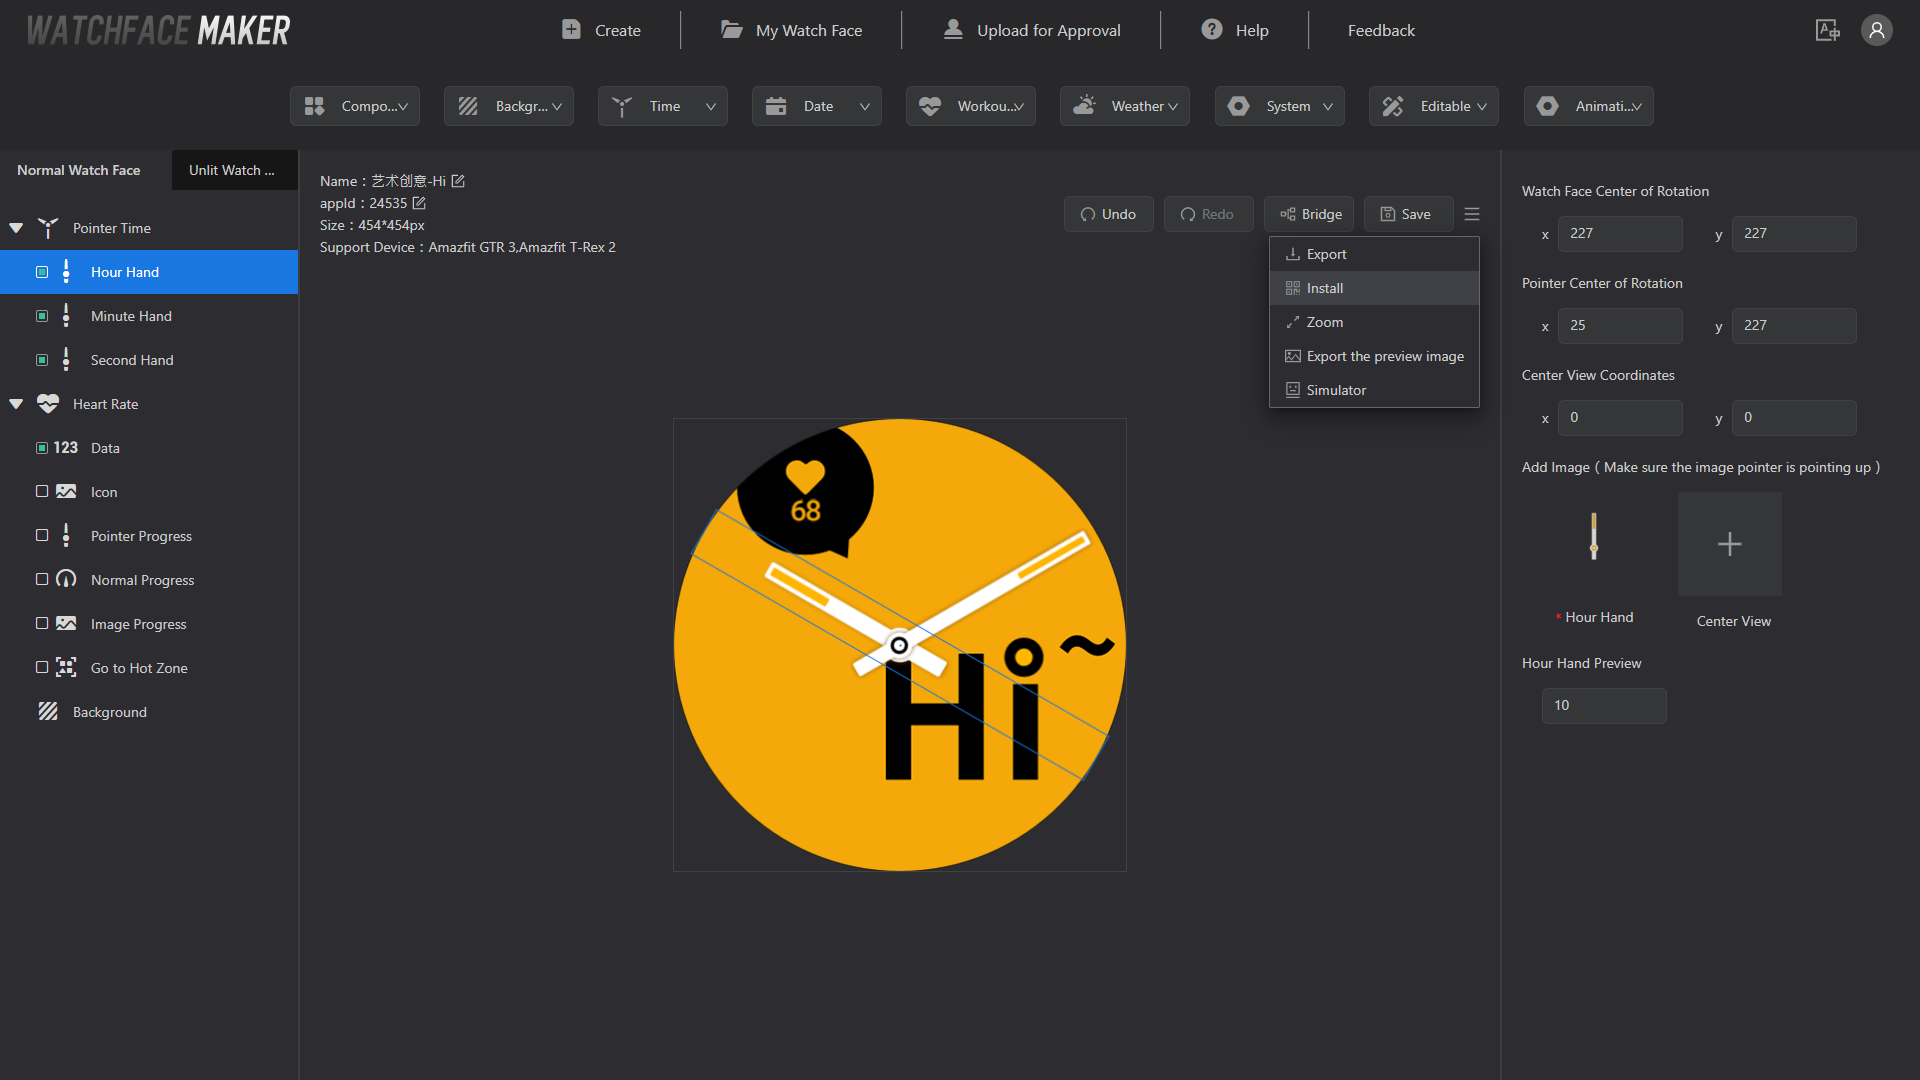 WATCHFACE MAKER
Create
My Watch Face
Upload for Approval
Help
Feedback
Compo...
Backgr...
Time
Date
Workou...
Weather
System
Editable
Animati...
Normal Watch Face
Unlit Watch ...
Pointer Time
Hour Hand
Minute Hand
Second Hand
Heart Rate
123 Data
Icon
Pointer Progress
Normal Progress
Image Progress
Go to Hot Zone
Background
Name：艺术创意-Hi
appId：24535
Size：454*454px
Support Device：Amazfit GTR 3,Amazfit T-Rex 2
Undo
Redo
Bridge
Save
Export
Install
Zoom
Export the preview image
Simulator
68
Hi~
Watch Face Center of Rotation
x 227 y 227
Pointer Center of Rotation
x 25 y 227
Center View Coordinates
x 0 y 0
Add Image ( Make sure the image pointer is pointing up )
* Hour Hand
Center View
Hour Hand Preview
10